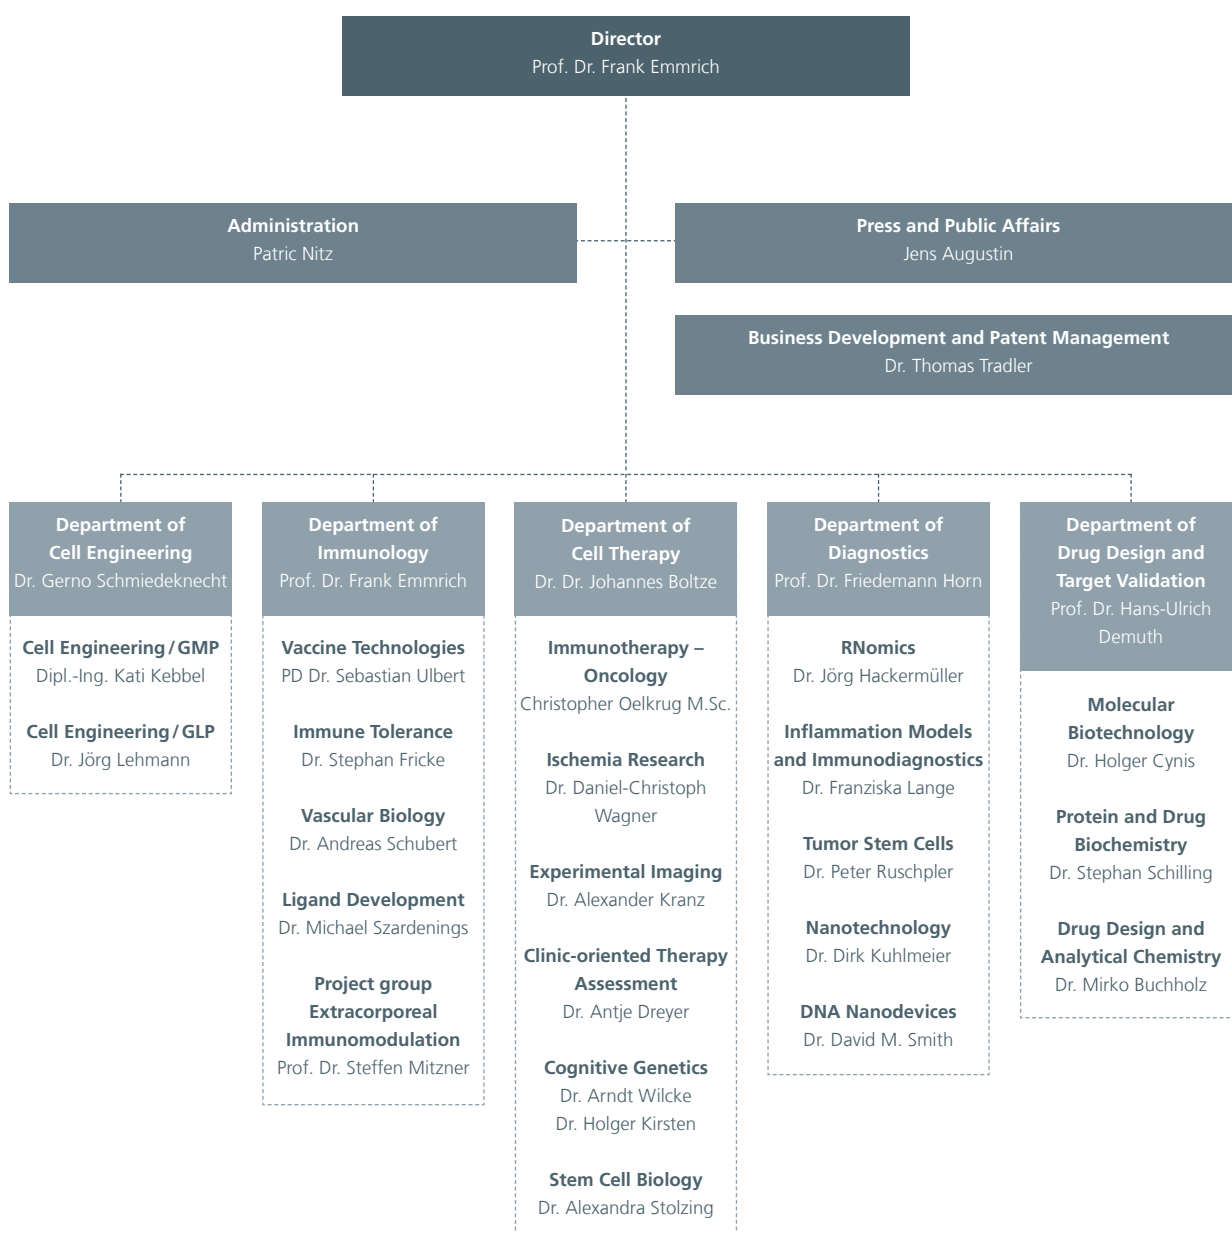 Director
Prof. Dr. Frank Emmrich
Administration
Patric Nitz
Press and Public Affairs
Jens Augustin
Business Development and Patent Management
Dr. Thomas Tradler
Department of
Cell Engineering
Dr. Gerno Schmiedeknecht
Cell Engineering / GMP
Dipl.-Ing. Kati Kebbel
Cell Engineering / GLP
Dr. Jörg Lehmann
Department of
Immunology
Prof. Dr. Frank Emmrich
Vaccine Technologies
PD Dr. Sebastian Ulbert
Immune Tolerance
Dr. Stephan Fricke
Vascular Biology
Dr. Andreas Schubert
Ligand Development
Dr. Michael Szardenings
Project group
Extracorporeal
Immunomodulation
Prof. Dr. Steffen Mitzner
Department of
Cell Therapy
Dr. Dr. Johannes Boltze
Immunotherapy –
Oncology
Christopher Oelkrug M.Sc.
Ischemia Research
Dr. Daniel-Christoph
Wagner
Experimental Imaging
Dr. Alexander Kranz
Clinic-oriented Therapy
Assessment
Dr. Antje Dreyer
Cognitive Genetics
Dr. Arndt Wilcke
Dr. Holger Kirsten
Stem Cell Biology
Dr. Alexandra Stolzing
Department of
Diagnostics
Prof. Dr. Friedemann Horn
RNomics
Dr. Jörg Hackermüller
Inflammation Models
and Immunodiagnostics
Dr. Franziska Lange
Tumor Stem Cells
Dr. Peter Ruschpler
Nanotechnology
Dr. Dirk Kuhlmeier
DNA Nanodevices
Dr. David M. Smith
Department of
Drug Design and
Target Validation
Prof. Dr. Hans-Ulrich
Demuth
Molecular
Biotechnology
Dr. Holger Cynis
Protein and Drug
Biochemistry
Dr. Stephan Schilling
Drug Design and
Analytical Chemistry
Dr. Mirko Buchholz